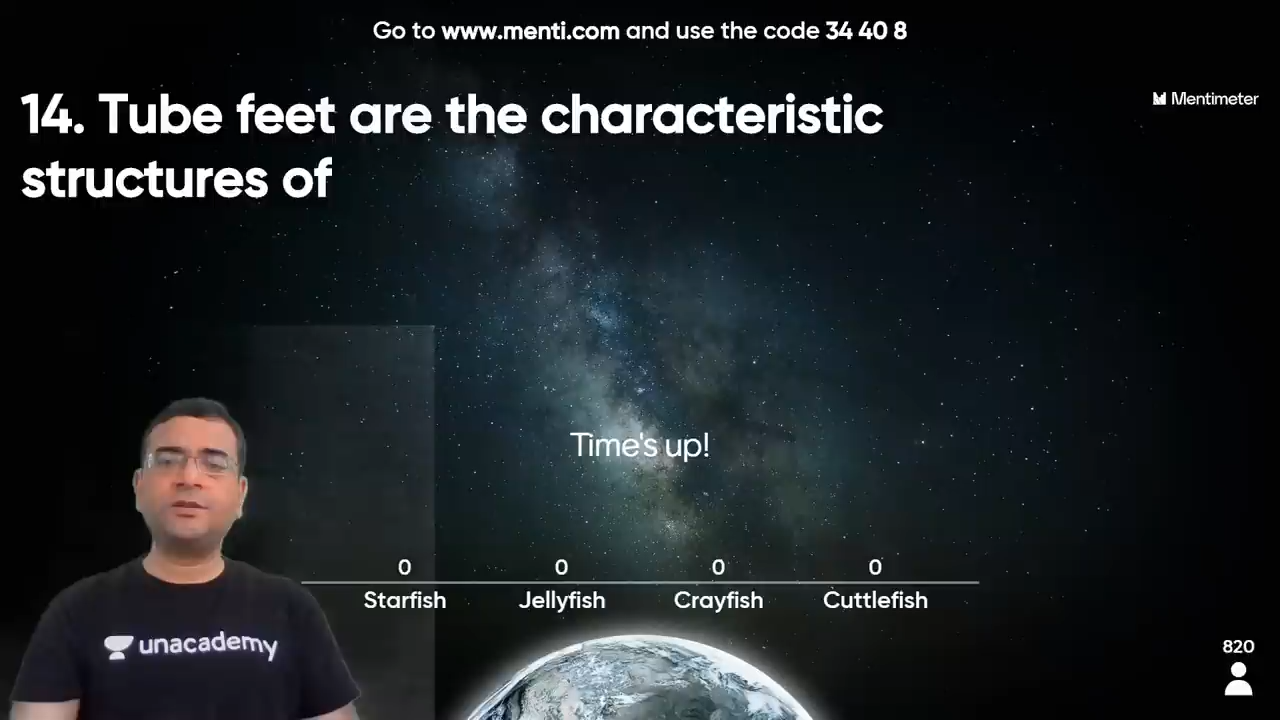 Go to www.menti.com and use the code 34 40 8
Mentimeter
14. Tube feet are the characteristic
structures of
Time's up!
0 0 0 0
Starfish Jellyfish Crayfish Cuttlefish
unacademy
820